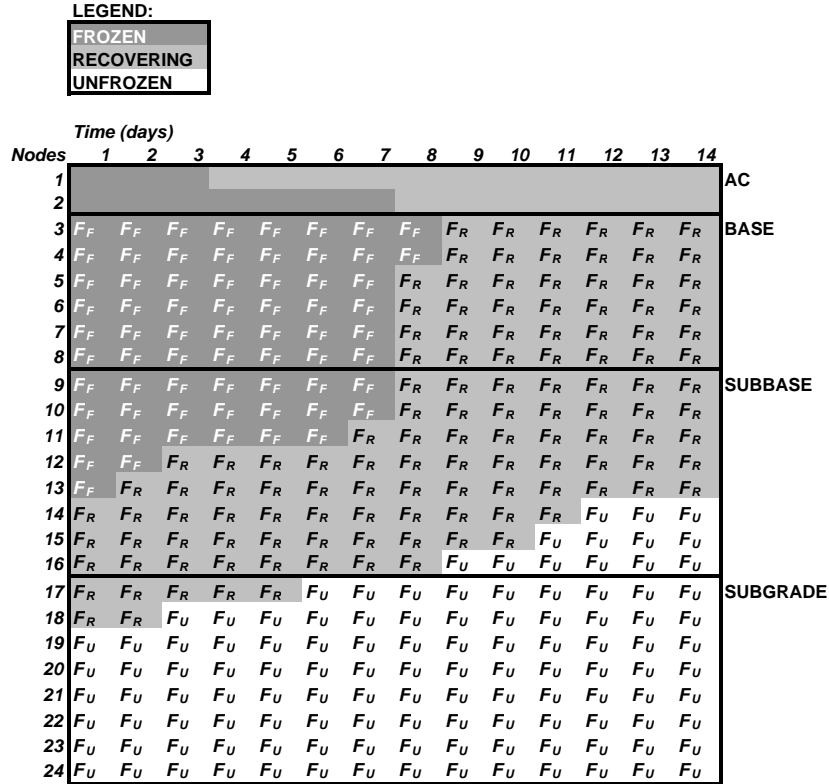 LEGEND:
FROZEN
RECOVERING
UNFROZEN
Time (days)
Nodes 1 2 3 4 5 6 7 8 9 10 11 12 13 14
1 AC
2
3 FF FF FF FF FF FF FF FF FR FR FR FR FR FR BASE
4 FF FF FF FF FF FF FF FF FR FR FR FR FR FR
5 FF FF FF FF FF FF FF FR FR FR FR FR FR FR
6 FF FF FF FF FF FF FF FR FR FR FR FR FR FR
7 FF FF FF FF FF FF FF FR FR FR FR FR FR FR
8 FF FF FF FF FF FF FF FR FR FR FR FR FR FR
9 FF FF FF FF FF FF FF FR FR FR FR FR FR FR SUBBASE
10 FF FF FF FF FF FF FF FR FR FR FR FR FR FR
11 FF FF FF FF FF FF FR FR FR FR FR FR FR FR
12 FF FF FR FR FR FR FR FR FR FR FR FR FR FR
13 FF FR FR FR FR FR FR FR FR FR FR FR FR FR
14 FR FR FR FR FR FR FR FR FR FR FR FU FU FU
15 FR FR FR FR FR FR FR FR FR FR FU FU FU FU
16 FR FR FR FR FR FR FR FR FU FU FU FU FU FU
17 FR FR FR FR FR FU FU FU FU FU FU FU FU FU SUBGRADE
18 FR FR FU FU FU FU FU FU FU FU FU FU FU FU
19 FU FU FU FU FU FU FU FU FU FU FU FU FU FU
20 FU FU FU FU FU FU FU FU FU FU FU FU FU FU
21 FU FU FU FU FU FU FU FU FU FU FU FU FU FU
22 FU FU FU FU FU FU FU FU FU FU FU FU FU FU
23 FU FU FU FU FU FU FU FU FU FU FU FU FU FU
24 FU FU FU FU FU FU FU FU FU FU FU FU FU FU